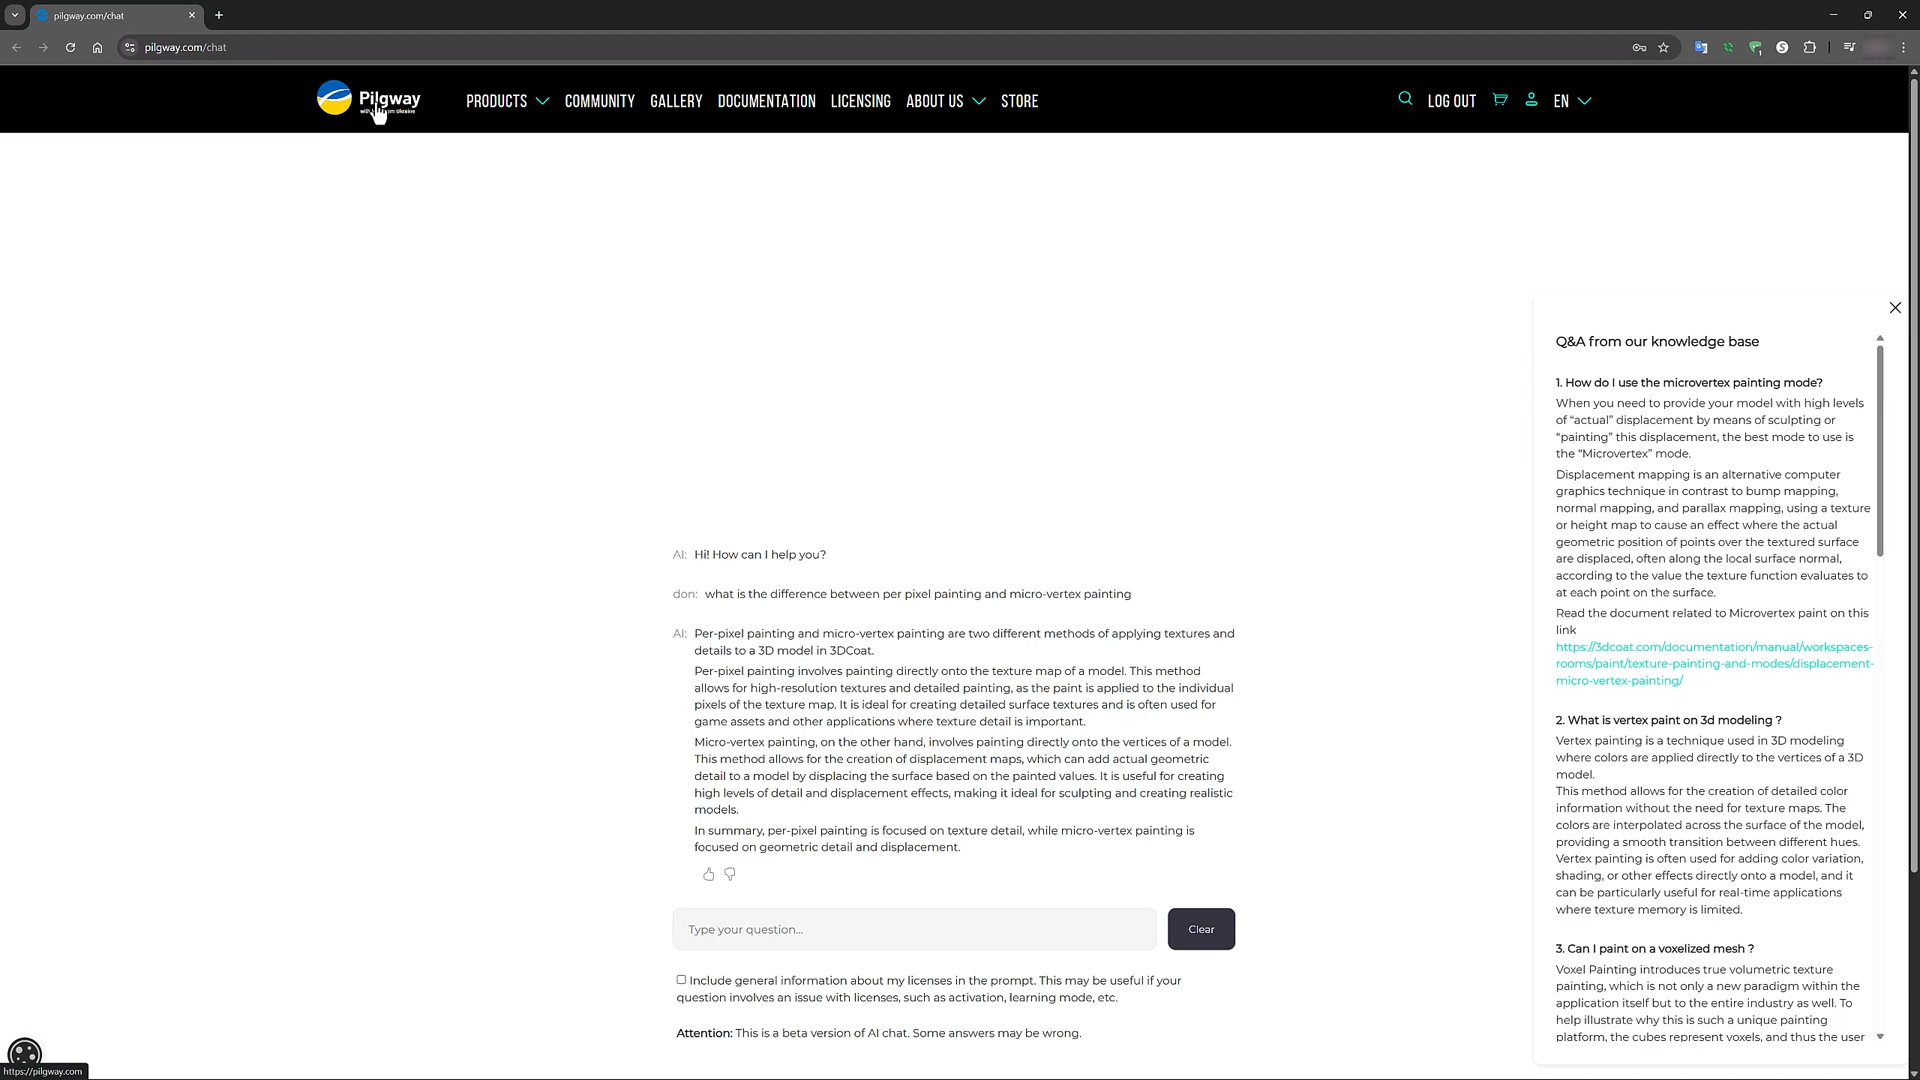 pilgway.com/chat
pilgway.com/chat
Pilgway
PRODUCTS
COMMUNITY
GALLERY
DOCUMENTATION
LICENSING
ABOUT US
STORE
LOG OUT
EN
AI: Hi! How can I help you?
don: what is the difference between per pixel painting and micro-vertex painting
AI: Per-pixel painting and micro-vertex painting are two different methods of applying textures and
details to a 3D model in 3DCoat.
Per-pixel painting involves painting directly onto the texture map of a model. This method
allows for high-resolution textures and detailed painting, as the paint is applied to the individual
pixels of the texture map. It is ideal for creating detailed surface textures and is often used for
game assets and other applications where texture detail is important.
Micro-vertex painting, on the other hand, involves painting directly onto the vertices of a model.
This method allows for the creation of displacement maps, which can add actual geometric
detail to a model by displacing the surface based on the painted values. It is useful for creating
high levels of detail and displacement effects, making it ideal for sculpting and creating realistic
models.
In summary, per-pixel painting is focused on texture detail, while micro-vertex painting is
focused on geometric detail and displacement.
Type your question...
Clear
Include general information about my licenses in the prompt. This may be useful if your
question involves an issue with licenses, such as activation, learning mode, etc.
Attention: This is a beta version of AI chat. Some answers may be wrong.
Q&A from our knowledge base
1. How do I use the microvertex painting mode?
When you need to provide your model with high levels
of “actual” displacement by means of sculpting or
“painting” this displacement, the best mode to use is
the “Microvertex” mode.
Displacement mapping is an alternative computer
graphics technique in contrast to bump mapping,
normal mapping, and parallax mapping, using a texture
or height map to cause an effect where the actual
geometric position of points over the textured surface
are displaced, often along the local surface normal,
according to the value the texture function evaluates to
at each point on the surface.
Read the document related to Microvertex paint on this
link
https://3dcoat.com/documentation/manual/workspaces-
rooms/paint/texture-painting-and-modes/displacement-
micro-vertex-painting/
2. What is vertex paint on 3d modeling ?
Vertex painting is a technique used in 3D modeling
where colors are applied directly to the vertices of a 3D
model.
This method allows for the creation of detailed color
information without the need for texture maps. The
colors are interpolated across the surface of the model,
providing a smooth transition between different hues.
Vertex painting is often used for adding color variation,
shading, or other effects directly onto a model, and it
can be particularly useful for real-time applications
where texture memory is limited.
3. Can I paint on a voxelized mesh ?
Voxel Painting introduces true volumetric texture
painting, which is not only a new paradigm within the
application itself but to the entire industry as well. To
help illustrate why this is such a unique painting
platform, the cubes represent voxels, and thus the user
https://pilgway.com